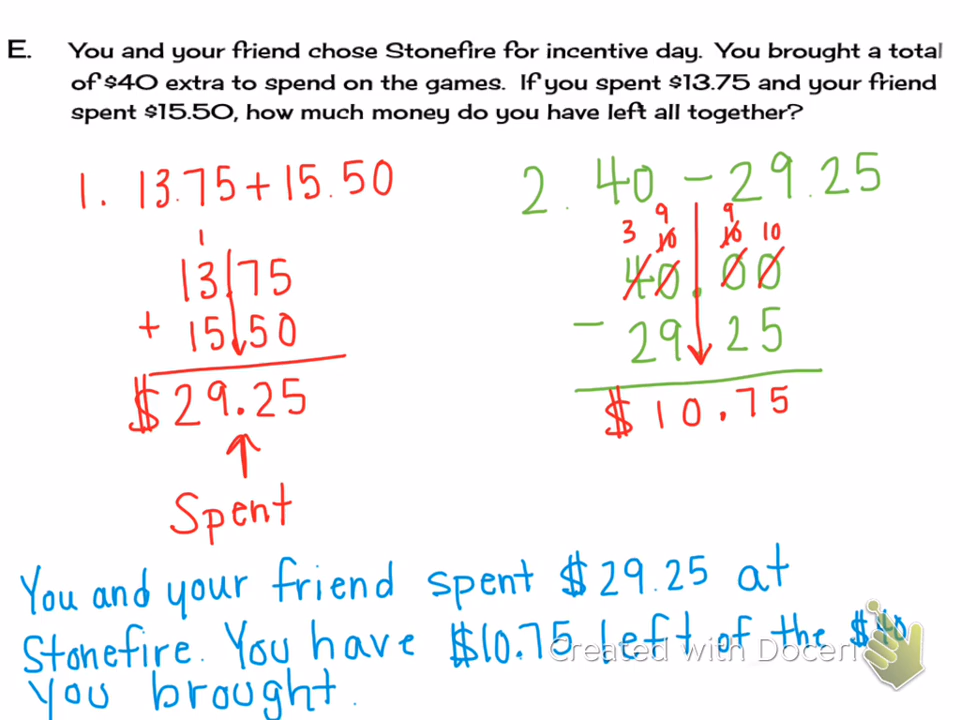 E. You and your friend chose Stonefire for incentive day. You brought a total
of $40 extra to spend on the games. If you spent $13.75 and your friend
spent $15.50, how much money do you have left all together?
1. 13.75 + 15.50
1
13.75
+ 15 50
$29.25
Spent
2. 40 - 29.25
3 9 9
10 10 10
40.00
- 29 25
$10.75
You and your friend spent $29.25 at
Stonefire. You have $10.75 left of the $40
you brought.
Created with Doceri